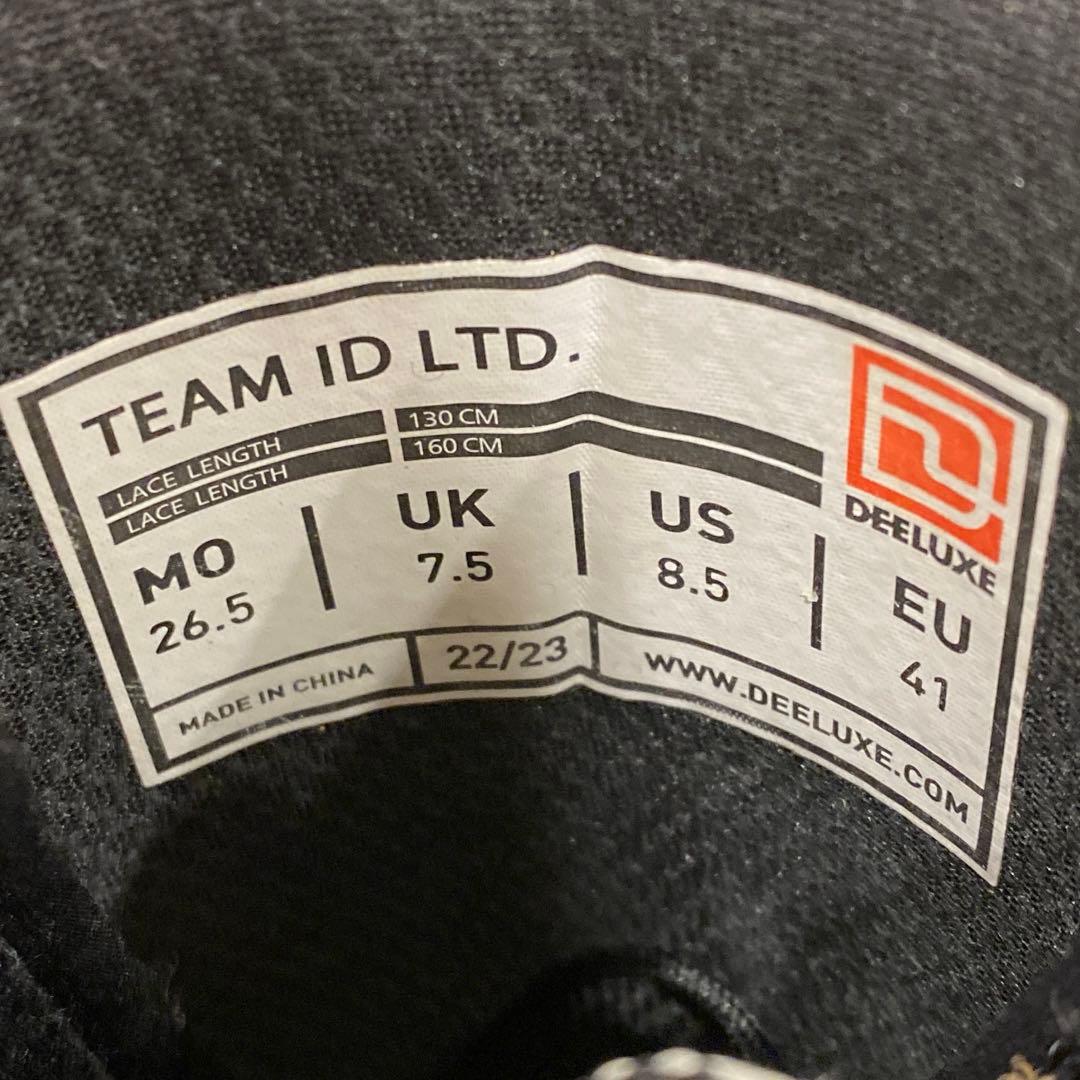 TEAM ID LTD.
LACE LENGTH 130 CM
LACE LENGTH 160 CM
DEELUXE
MO UK US EU
26.5 7.5 8.5 41
MADE IN CHINA 22/23 WWW.DEELUXE.COM